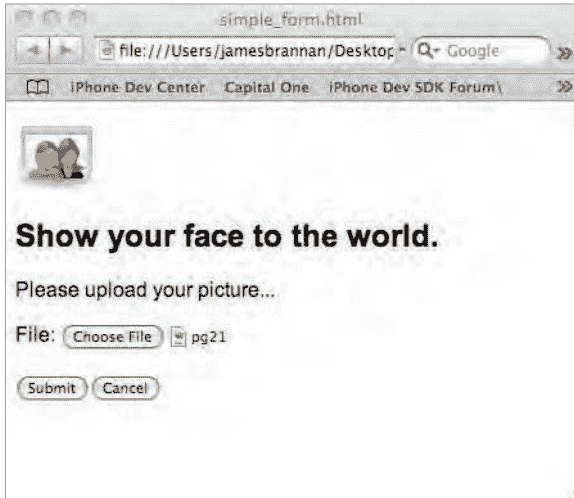 simple_form.html
file:///Users/jamesbrannan/Desktop
Google
iPhone Dev Center Capital One iPhone Dev SDK Forum\
Show your face to the world.
Please upload your picture...
File: Choose File pg21
Submit Cancel